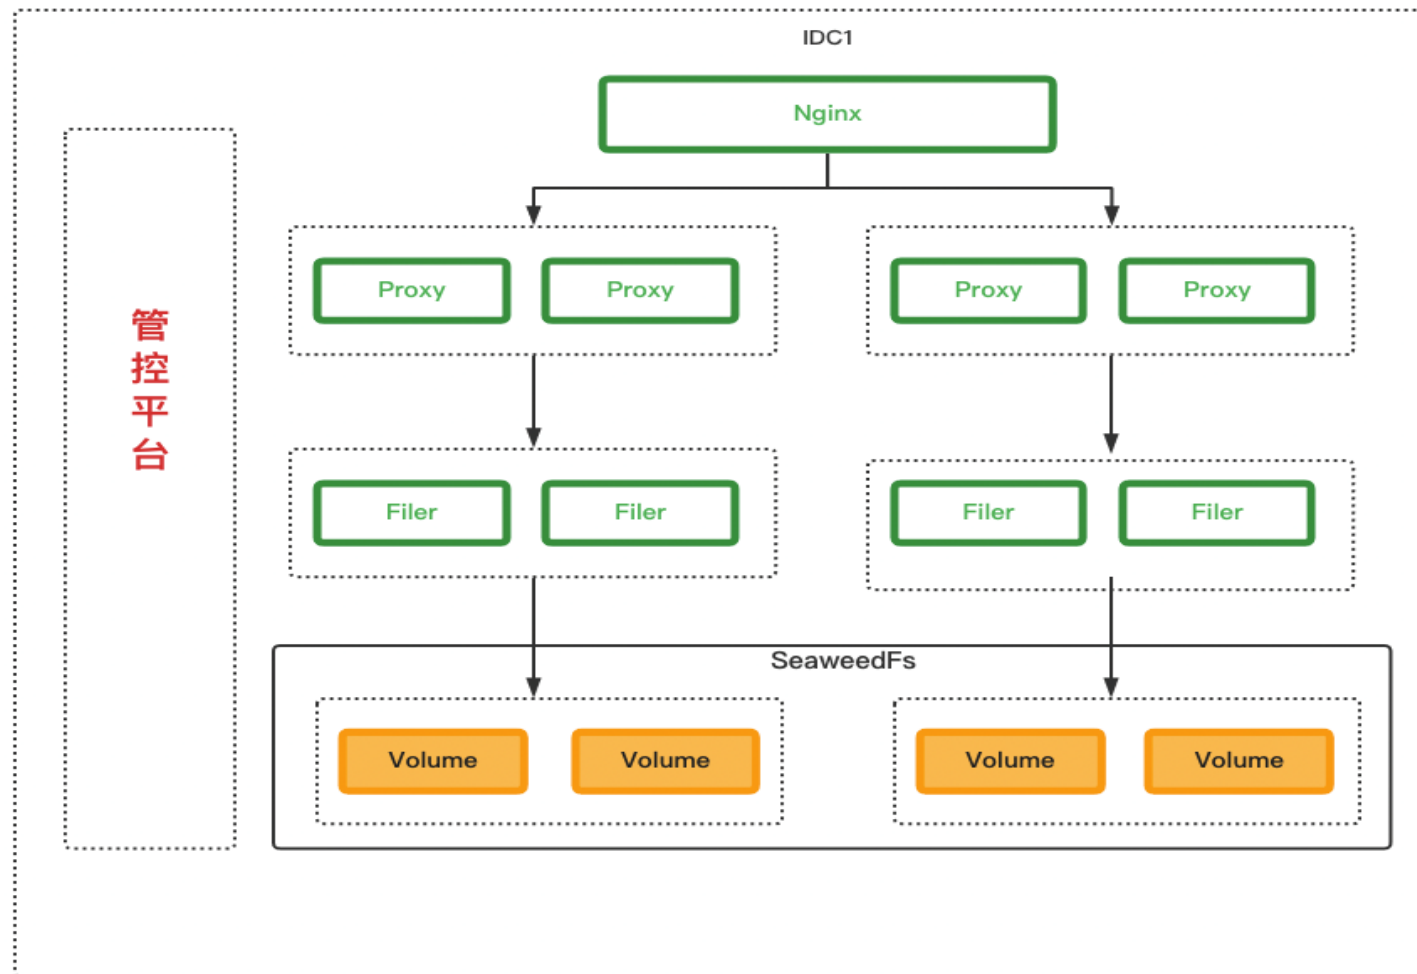 IDC1
Nginx
管
控
平
台
Proxy Proxy Proxy Proxy
Filer Filer Filer Filer
SeaweedFs
Volume Volume Volume Volume